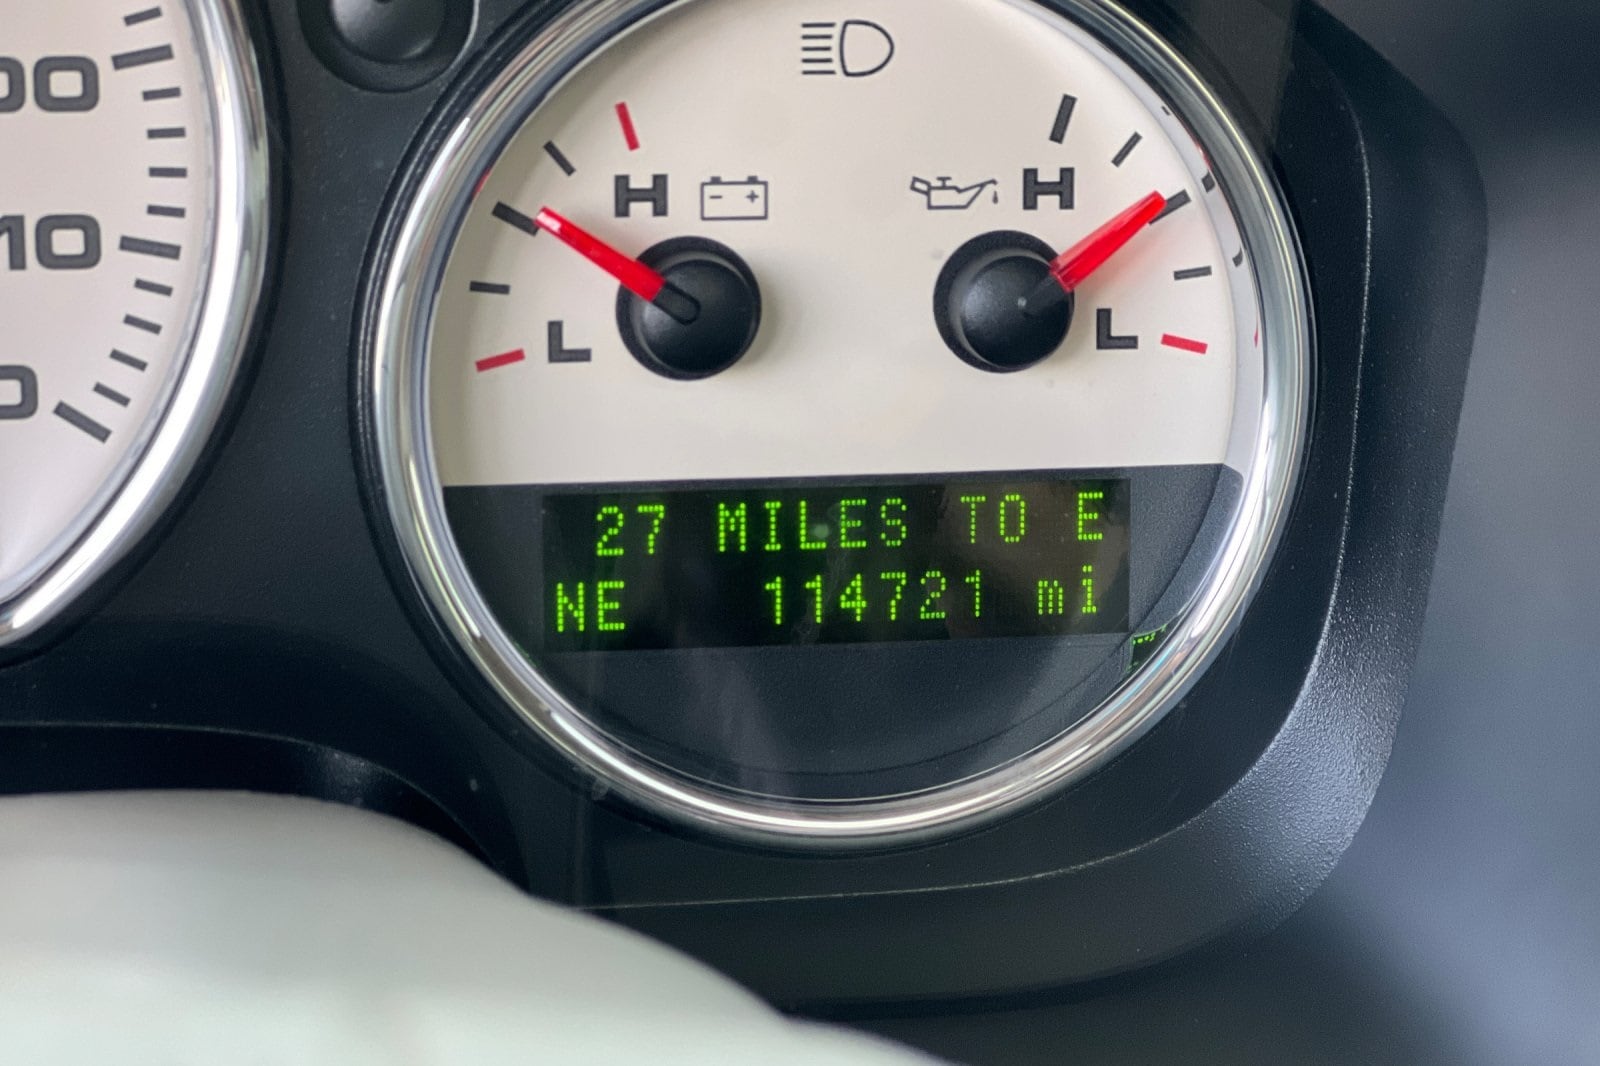 H H
L L
27 MILES TO E
NE 114721 mi